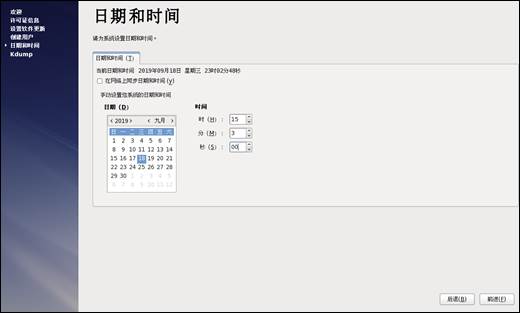 欢迎
许可证信息
设置软件更新
创建用户
日期和时间
Kdump
日期和时间
请为系统设置日期和时间。
日期和时间 (T)
当前日期和时间 2019年09月18日 星期三 23时02分48秒
在网络上同步日期和时间(y)
手动设置您系统的日期和时间
日期 (D)
‹ 2019 › ‹ 九月 ›
日 一 二 三 四 五 六
1 2 3 4 5 6 7
8 9 10 11 12 13 14
15 16 17 18 19 20 21
22 23 24 25 26 27 28
29 30 1 2 3 4 5
6 7 8 9 10 11 12
时间
时 (H) : 15
分 (M) : 3
秒 (S) : 00
后退(B) 前进(F)